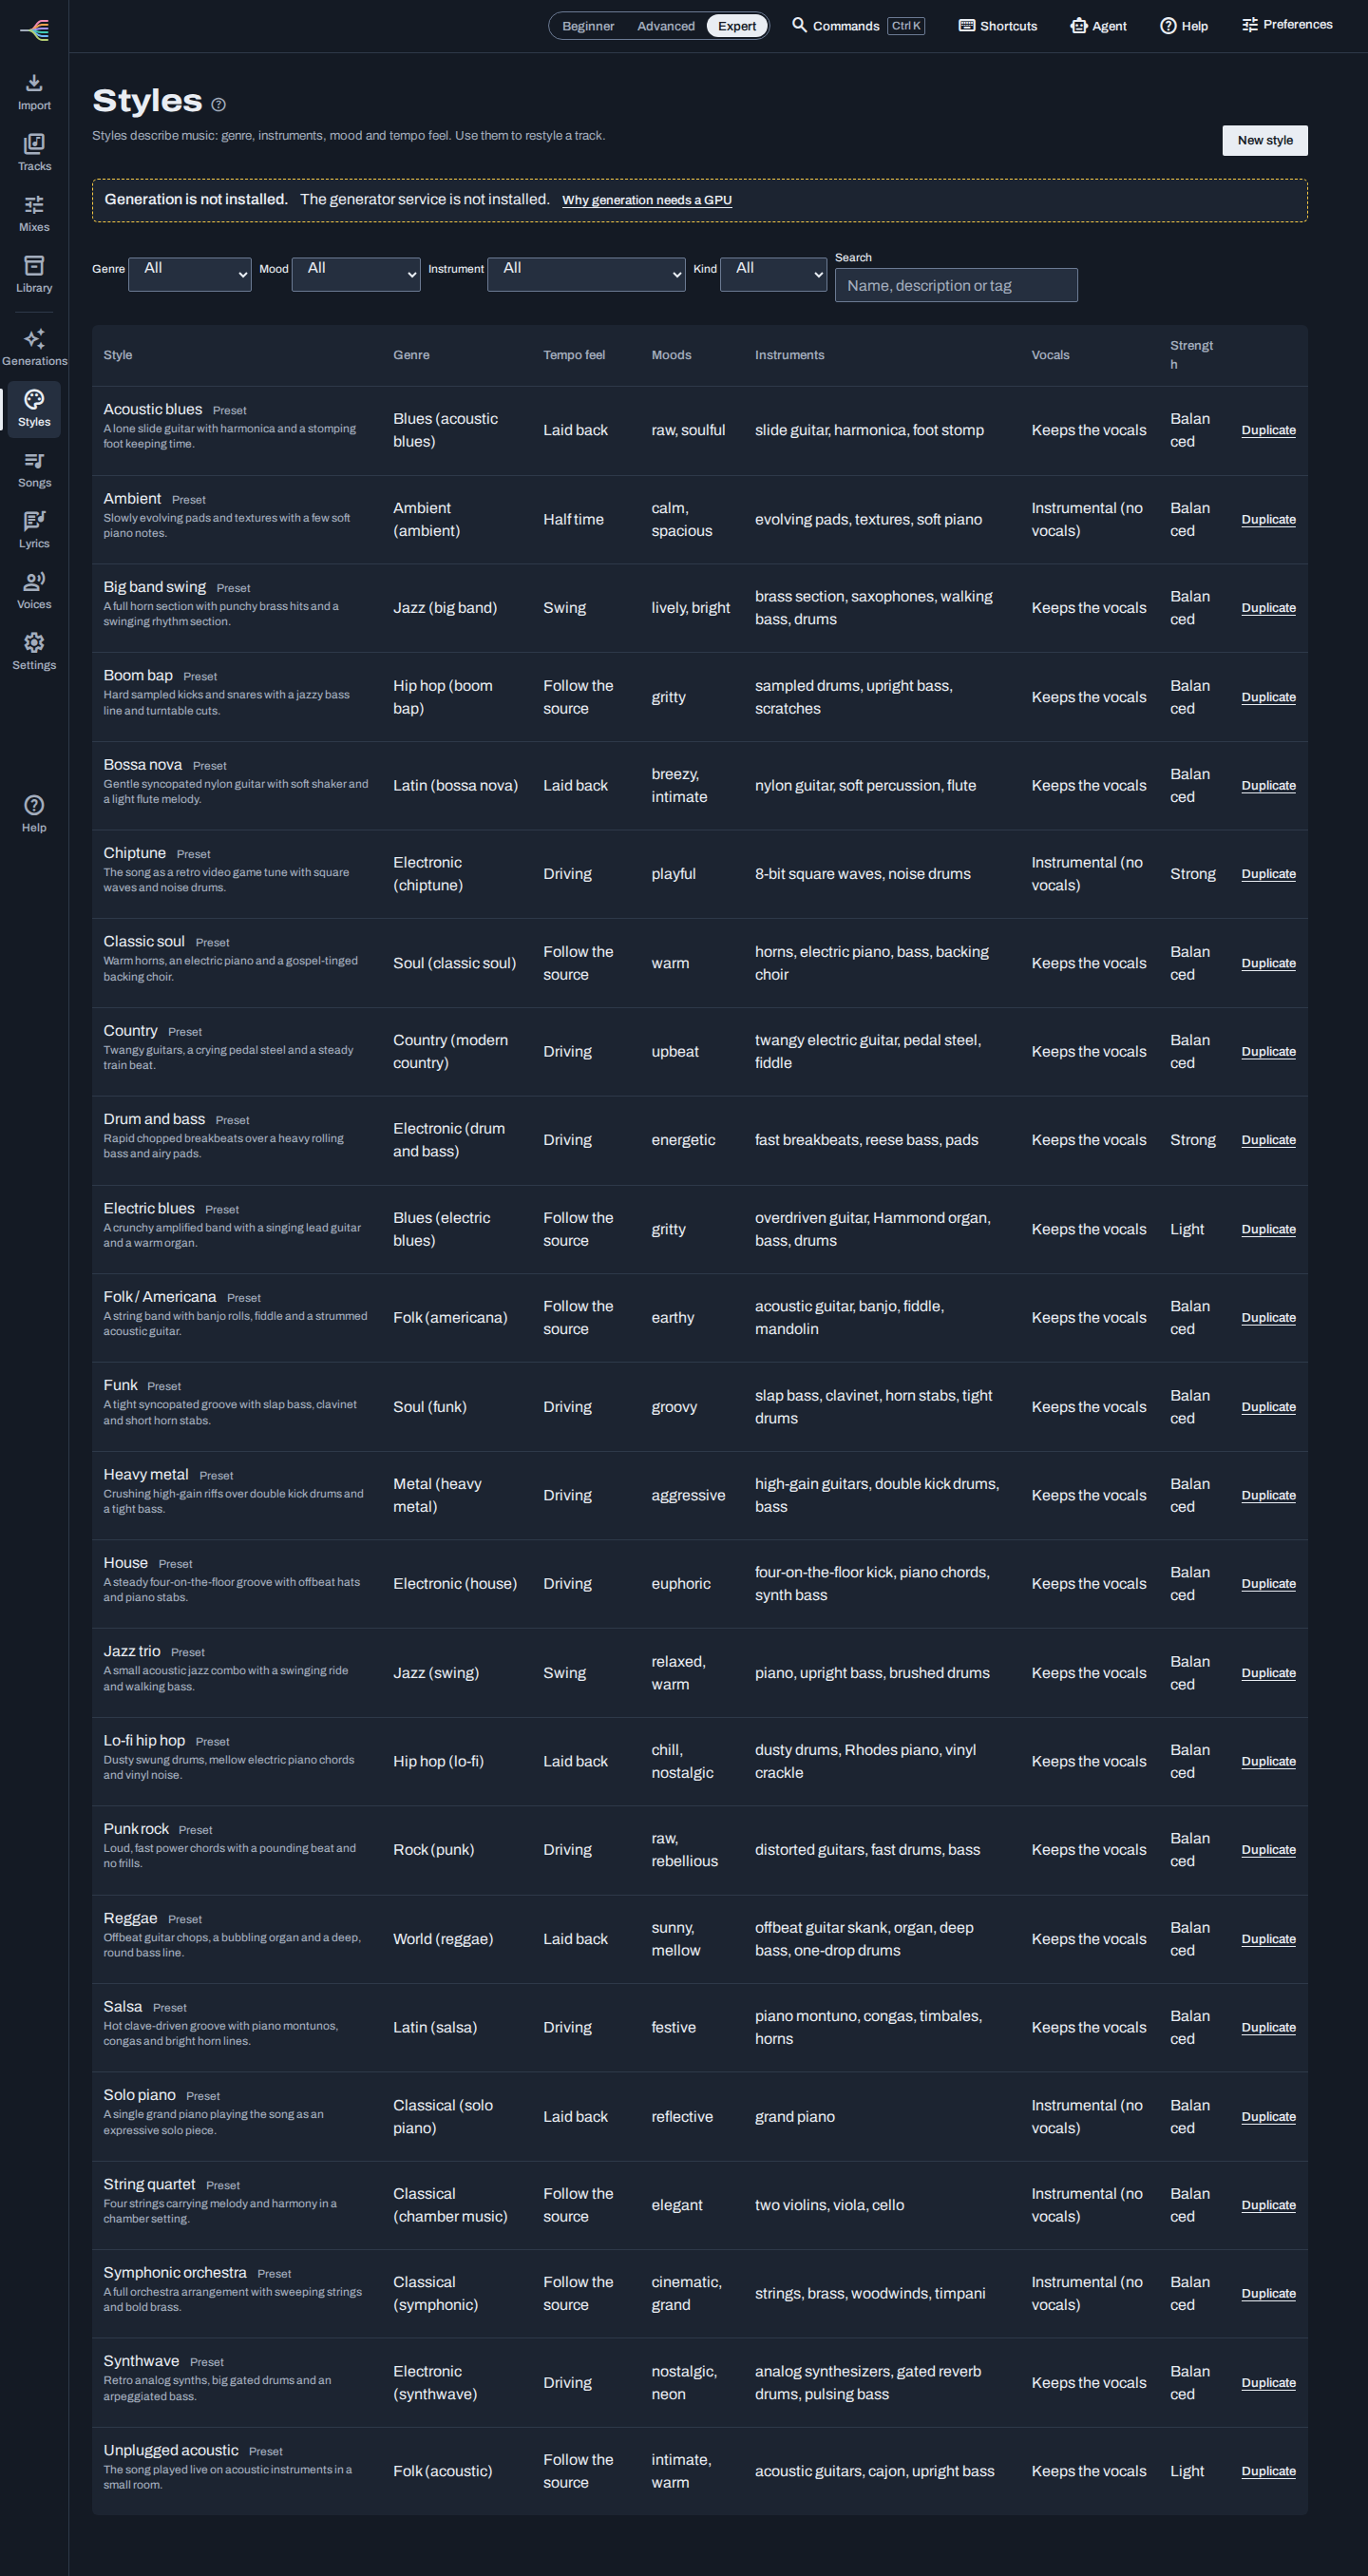 Beginner Advanced Expert Commands Ctrl K Shortcuts Agent Help Preferences
Import
Tracks
Mixes
Library
Generations
Styles
Songs
Lyrics
Voices
Settings
Help
Styles
Styles describe music: genre, instruments, mood and tempo feel. Use them to restyle a track.
New style
Generation is not installed. The generator service is not installed. Why generation needs a GPU
Genre All Mood All Instrument All Kind All
Search
Name, description or tag
Style Genre Tempo feel Moods Instruments Vocals Strengt
h
Acoustic blues Preset
A lone slide guitar with harmonica and a stomping
foot keeping time.
Blues (acoustic
blues)
Laid back
raw, soulful
slide guitar, harmonica, foot stomp
Keeps the vocals
Balan
ced
Duplicate
Ambient Preset
Slowly evolving pads and textures with a few soft
piano notes.
Ambient
(ambient)
Half time
calm,
spacious
evolving pads, textures, soft piano
Instrumental (no
vocals)
Balan
ced
Duplicate
Big band swing Preset
A full horn section with punchy brass hits and a
swinging rhythm section.
Jazz (big band)
Swing
lively, bright
brass section, saxophones, walking
bass, drums
Keeps the vocals
Balan
ced
Duplicate
Boom bap Preset
Hard sampled kicks and snares with a jazzy bass
line and turntable cuts.
Hip hop (boom
bap)
Follow the
source
gritty
sampled drums, upright bass,
scratches
Keeps the vocals
Balan
ced
Duplicate
Bossa nova Preset
Gentle syncopated nylon guitar with soft shaker and
a light flute melody.
Latin (bossa nova)
Laid back
breezy,
intimate
nylon guitar, soft percussion, flute
Keeps the vocals
Balan
ced
Duplicate
Chiptune Preset
The song as a retro video game tune with square
waves and noise drums.
Electronic
(chiptune)
Driving
playful
8-bit square waves, noise drums
Instrumental (no
vocals)
Strong
Duplicate
Classic soul Preset
Warm horns, an electric piano and a gospel-tinged
backing choir.
Soul (classic soul)
Follow the
source
warm
horns, electric piano, bass, backing
choir
Keeps the vocals
Balan
ced
Duplicate
Country Preset
Twangy guitars, a crying pedal steel and a steady
train beat.
Country (modern
country)
Driving
upbeat
twangy electric guitar, pedal steel,
fiddle
Keeps the vocals
Balan
ced
Duplicate
Drum and bass Preset
Rapid chopped breakbeats over a heavy rolling
bass and airy pads.
Electronic (drum
and bass)
Driving
energetic
fast breakbeats, reese bass, pads
Keeps the vocals
Strong
Duplicate
Electric blues Preset
A crunchy amplified band with a singing lead guitar
and a warm organ.
Blues (electric
blues)
Follow the
source
gritty
overdriven guitar, Hammond organ,
bass, drums
Keeps the vocals
Light
Duplicate
Folk / Americana Preset
A string band with banjo rolls, fiddle and a strummed
acoustic guitar.
Folk (americana)
Follow the
source
earthy
acoustic guitar, banjo, fiddle,
mandolin
Keeps the vocals
Balan
ced
Duplicate
Funk Preset
A tight syncopated groove with slap bass, clavinet
and short horn stabs.
Soul (funk)
Driving
groovy
slap bass, clavinet, horn stabs, tight
drums
Keeps the vocals
Balan
ced
Duplicate
Heavy metal Preset
Crushing high-gain riffs over double kick drums and
a tight bass.
Metal (heavy
metal)
Driving
aggressive
high-gain guitars, double kick drums,
bass
Keeps the vocals
Balan
ced
Duplicate
House Preset
A steady four-on-the-floor groove with offbeat hats
and piano stabs.
Electronic (house)
Driving
euphoric
four-on-the-floor kick, piano chords,
synth bass
Keeps the vocals
Balan
ced
Duplicate
Jazz trio Preset
A small acoustic jazz combo with a swinging ride
and walking bass.
Jazz (swing)
Swing
relaxed,
warm
piano, upright bass, brushed drums
Keeps the vocals
Balan
ced
Duplicate
Lo-fi hip hop Preset
Dusty swung drums, mellow electric piano chords
and vinyl noise.
Hip hop (lo-fi)
Laid back
chill,
nostalgic
dusty drums, Rhodes piano, vinyl
crackle
Keeps the vocals
Balan
ced
Duplicate
Punk rock Preset
Loud, fast power chords with a pounding beat and
no frills.
Rock (punk)
Driving
raw,
rebellious
distorted guitars, fast drums, bass
Keeps the vocals
Balan
ced
Duplicate
Reggae Preset
Offbeat guitar chops, a bubbling organ and a deep,
round bass line.
World (reggae)
Laid back
sunny,
mellow
offbeat guitar skank, organ, deep
bass, one-drop drums
Keeps the vocals
Balan
ced
Duplicate
Salsa Preset
Hot clave-driven groove with piano montunos,
congas and bright horn lines.
Latin (salsa)
Driving
festive
piano montuno, congas, timbales,
horns
Keeps the vocals
Balan
ced
Duplicate
Solo piano Preset
A single grand piano playing the song as an
expressive solo piece.
Classical (solo
piano)
Laid back
reflective
grand piano
Instrumental (no
vocals)
Balan
ced
Duplicate
String quartet Preset
Four strings carrying melody and harmony in a
chamber setting.
Classical
(chamber music)
Follow the
source
elegant
two violins, viola, cello
Instrumental (no
vocals)
Balan
ced
Duplicate
Symphonic orchestra Preset
A full orchestra arrangement with sweeping strings
and bold brass.
Classical
(symphonic)
Follow the
source
cinematic,
grand
strings, brass, woodwinds, timpani
Instrumental (no
vocals)
Balan
ced
Duplicate
Synthwave Preset
Retro analog synths, big gated drums and an
arpeggiated bass.
Electronic
(synthwave)
Driving
nostalgic,
neon
analog synthesizers, gated reverb
drums, pulsing bass
Keeps the vocals
Balan
ced
Duplicate
Unplugged acoustic Preset
The song played live on acoustic instruments in a
small room.
Folk (acoustic)
Follow the
source
intimate,
warm
acoustic guitars, cajon, upright bass
Keeps the vocals
Light
Duplicate